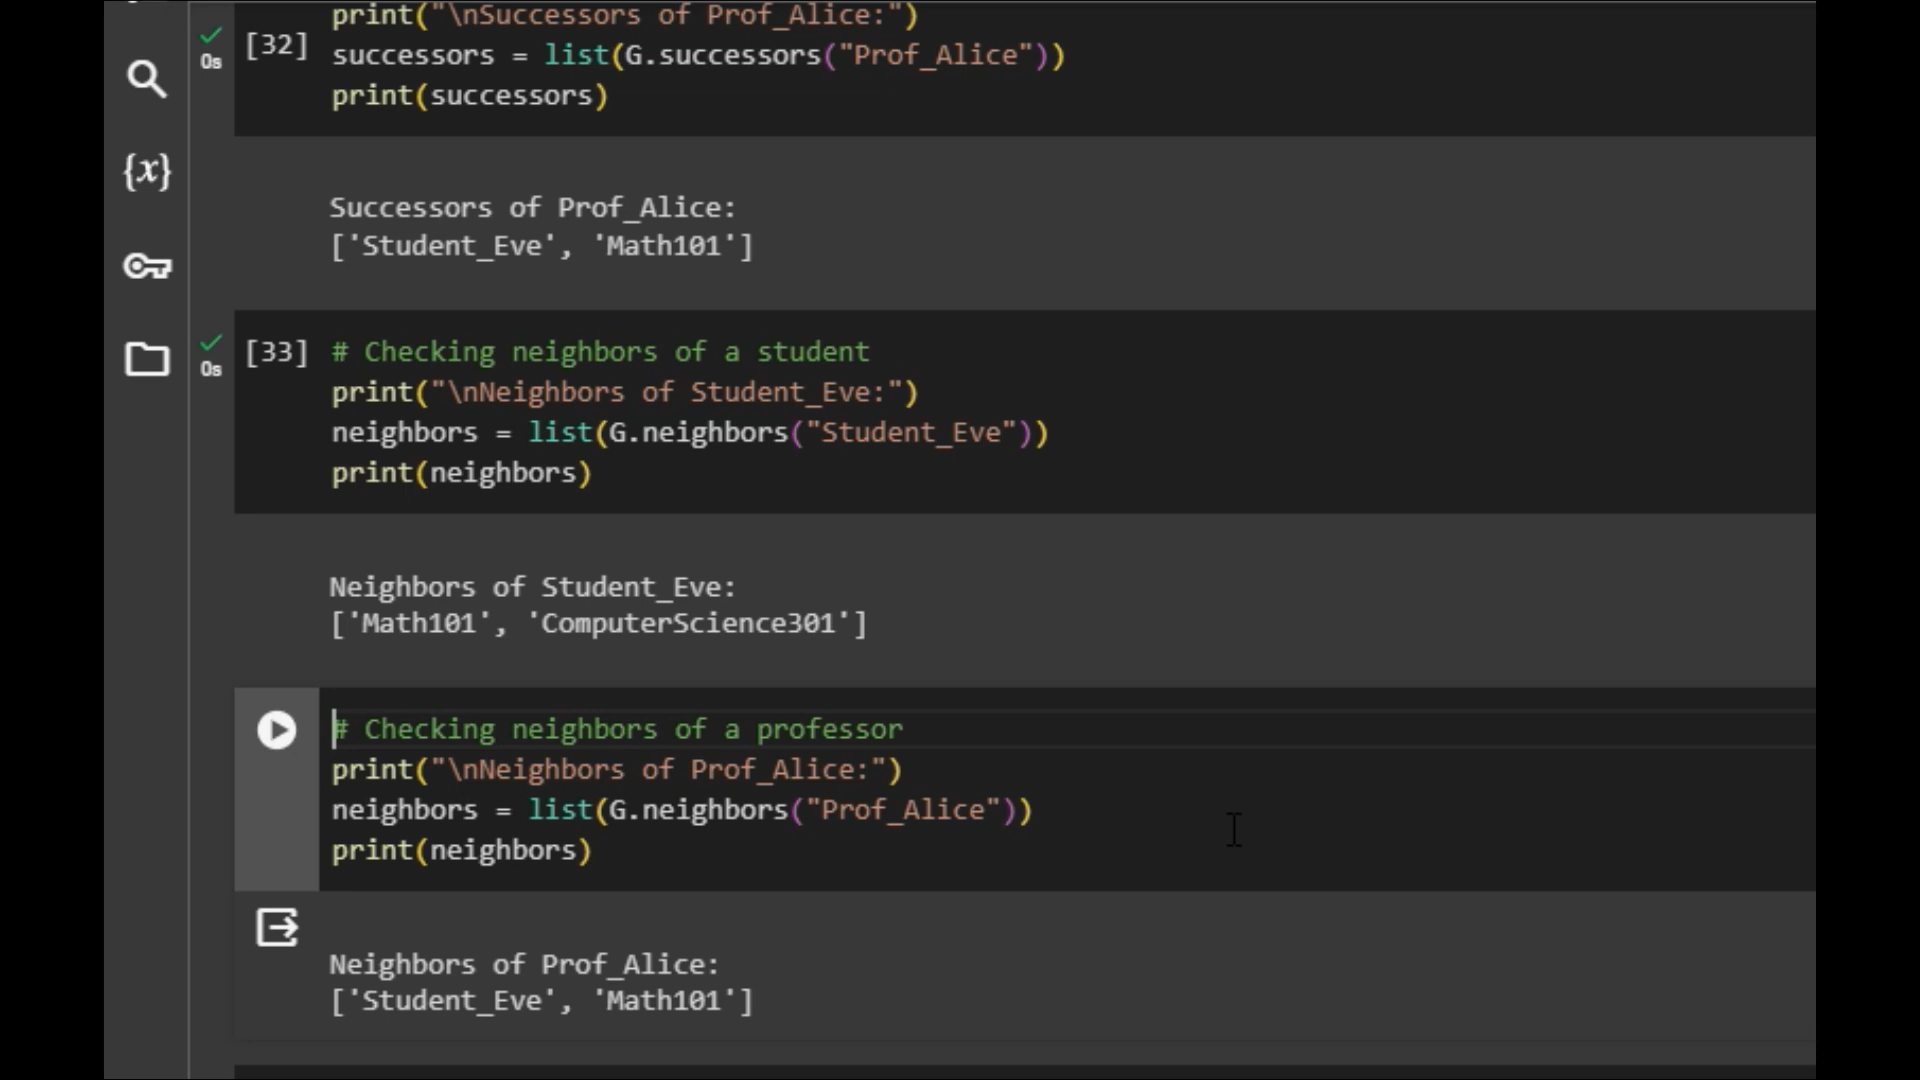 print("\nSuccessors of Prof_Alice:")
0s [32] successors = list(G.successors("Prof_Alice"))
print(successors)
{x}
Successors of Prof_Alice:
['Student_Eve', 'Math101']
0s [33] # Checking neighbors of a student
print("\nNeighbors of Student_Eve:")
neighbors = list(G.neighbors("Student_Eve"))
print(neighbors)
Neighbors of Student_Eve:
['Math101', 'ComputerScience301']
# Checking neighbors of a professor
print("\nNeighbors of Prof_Alice:")
neighbors = list(G.neighbors("Prof_Alice"))
print(neighbors)
Neighbors of Prof_Alice:
['Student_Eve', 'Math101']